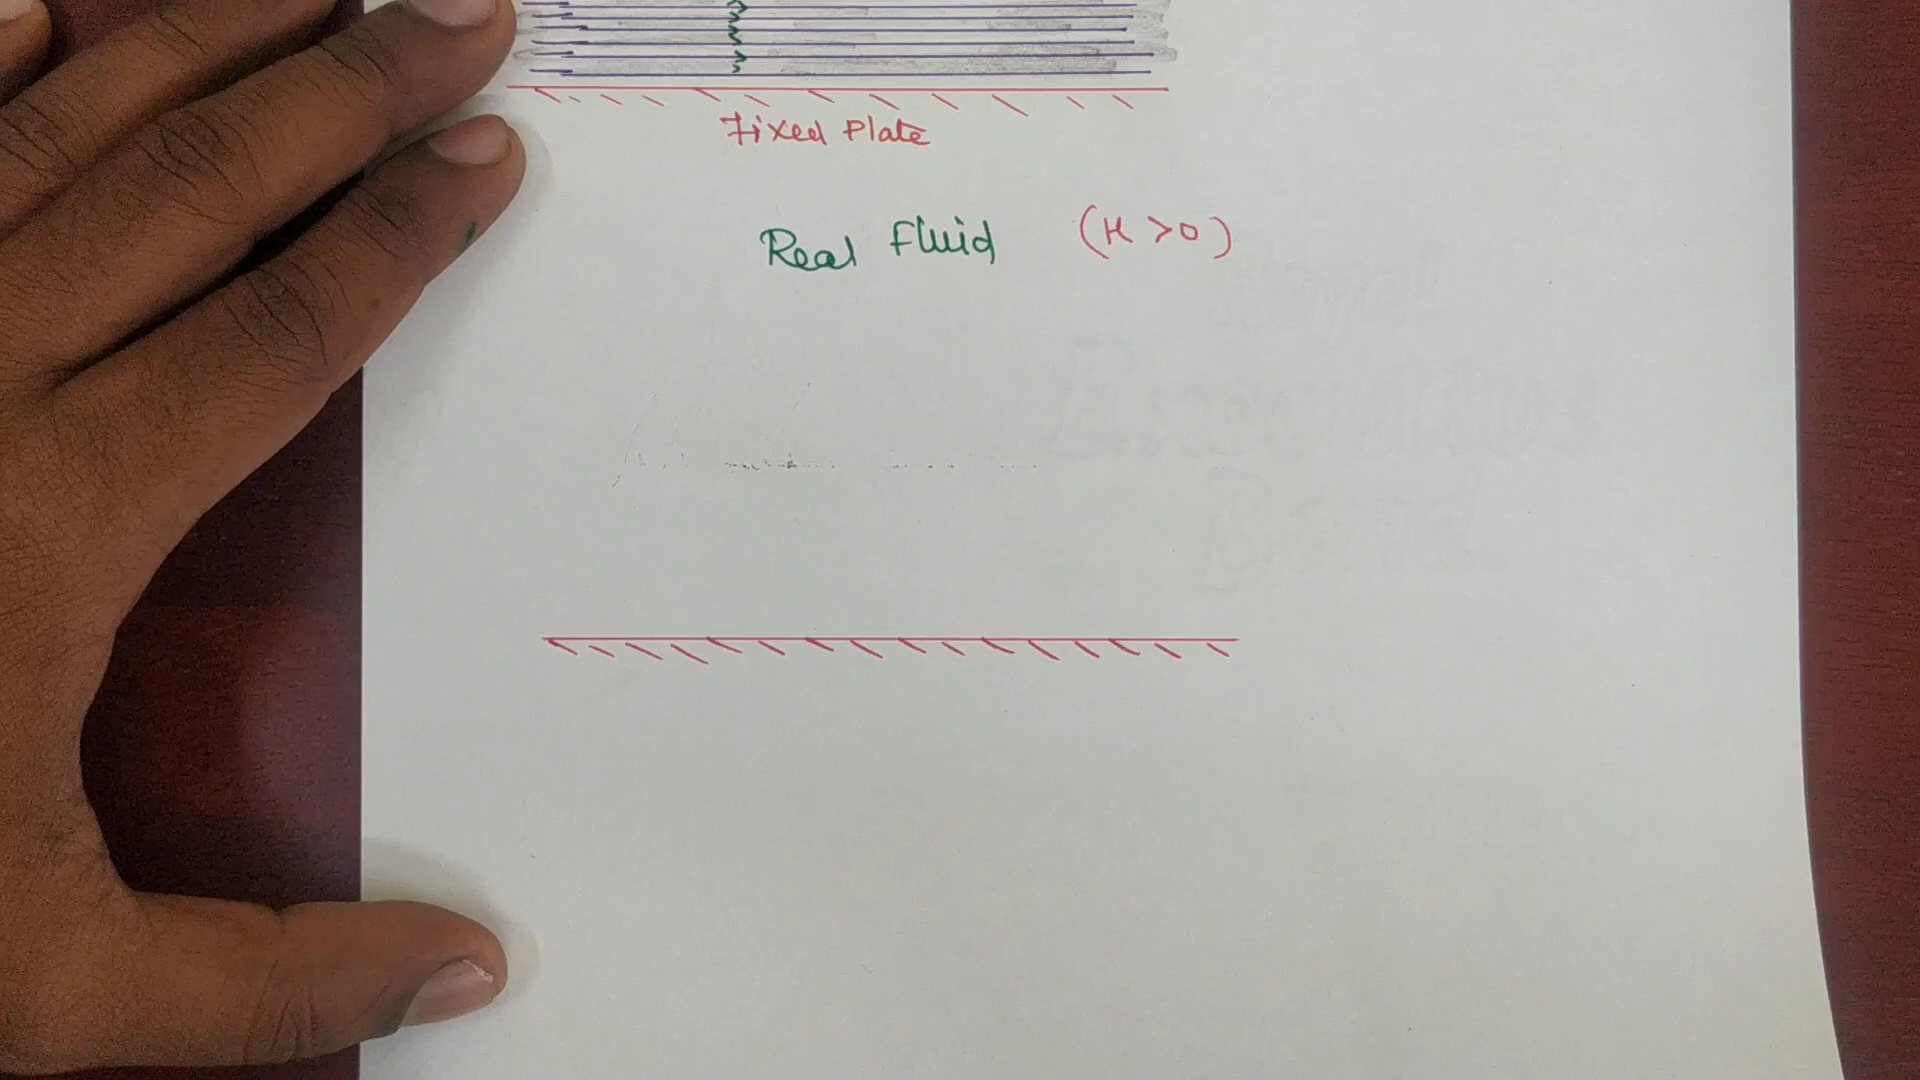 Fixed Plate
Real Fluid (μ >0)